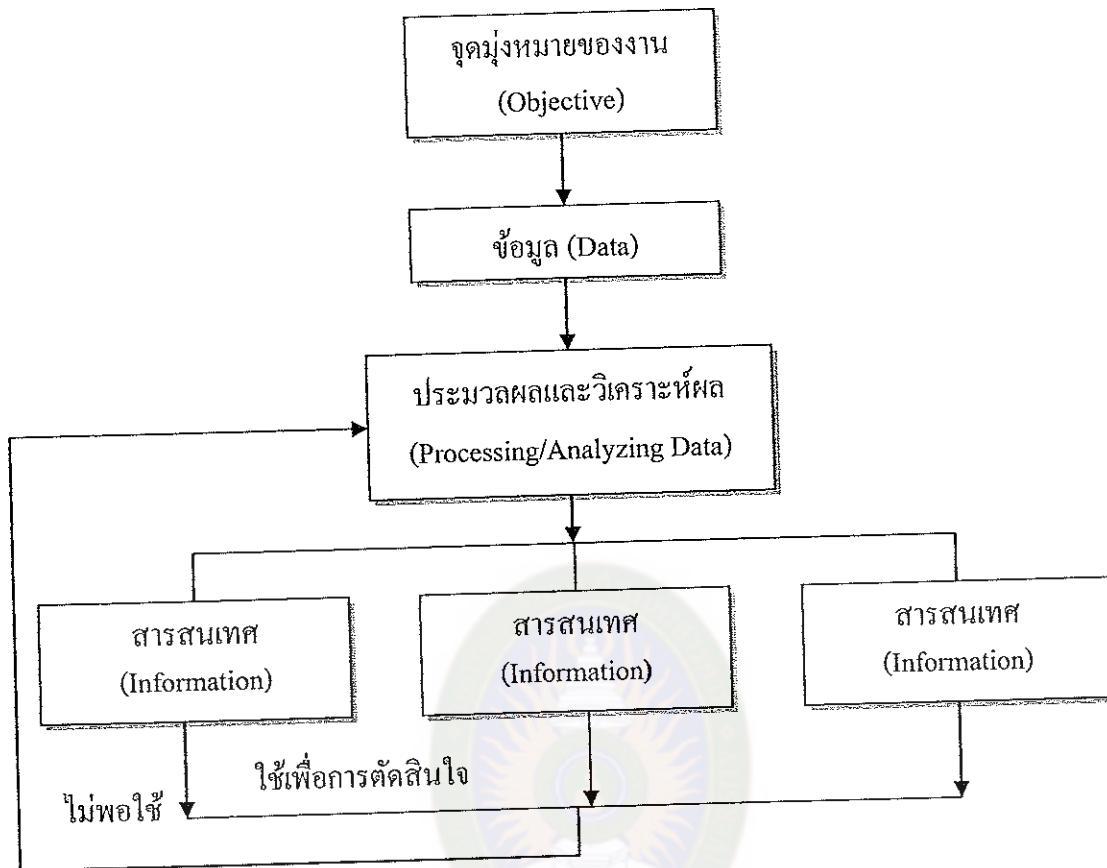 จุดมุ่งหมายของงาน
(Objective)
ข้อมูล (Data)
ประมวลผลและวิเคราะห์ผล
(Processing/Analyzing Data)
สารสนเทศ
(Information)
สารสนเทศ
(Information)
สารสนเทศ
(Information)
ใช้เพื่อการตัดสินใจ
ไม่พอใช้